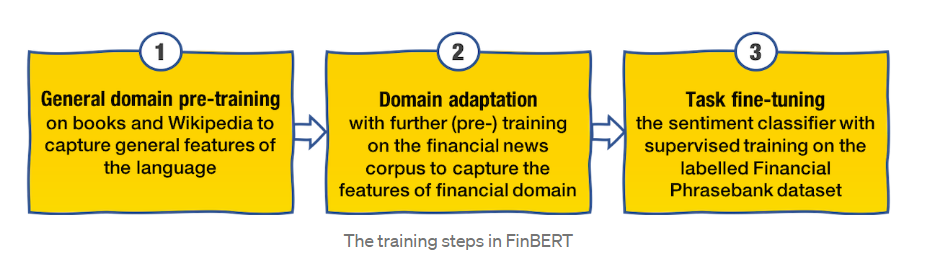 1
General domain pre-training
on books and Wikipedia to
capture general features of
the language
2
Domain adaptation
with further (pre-) training
on the financial news
corpus to capture the
features of financial domain
3
Task fine-tuning
the sentiment classifier with
supervised training on the
labelled Financial
Phrasebank dataset
The training steps in FinBERT